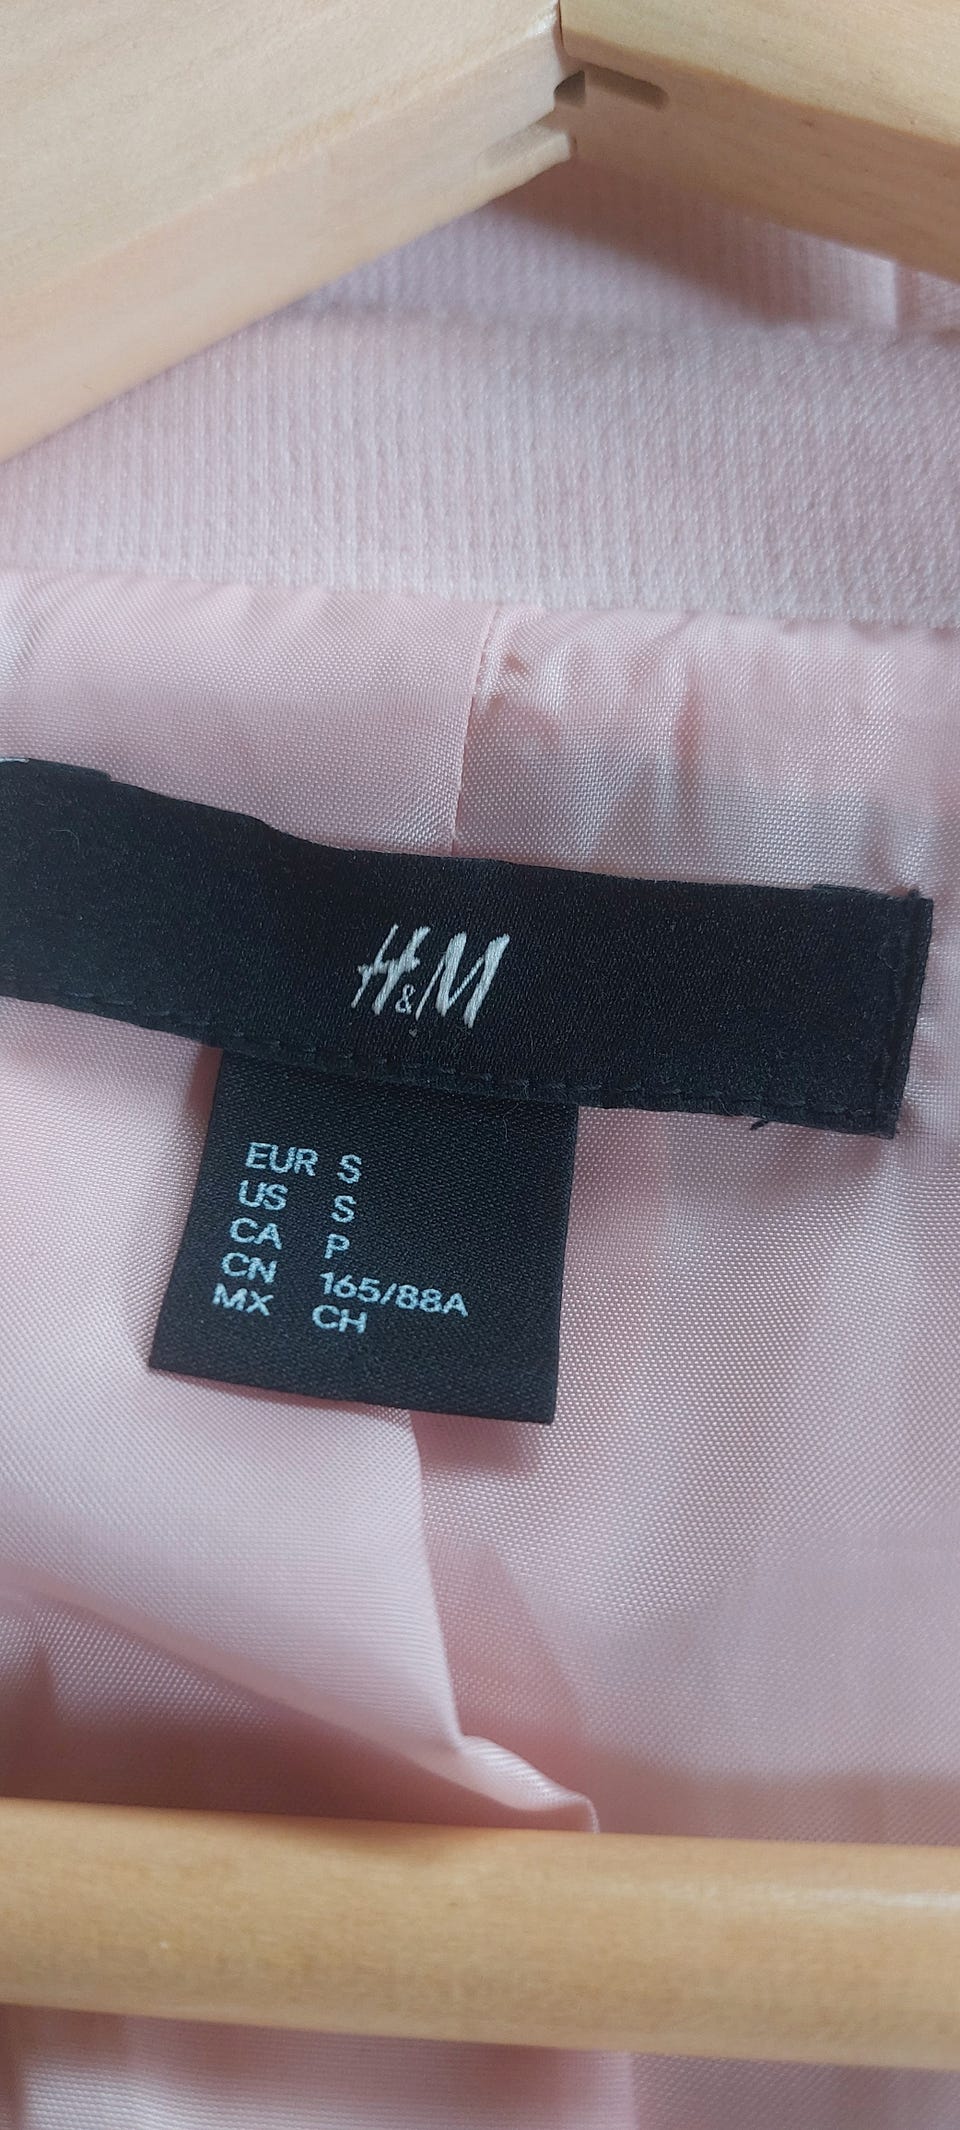 H&M
EUR S
US S
CA P
CN 165/88A
MX CH